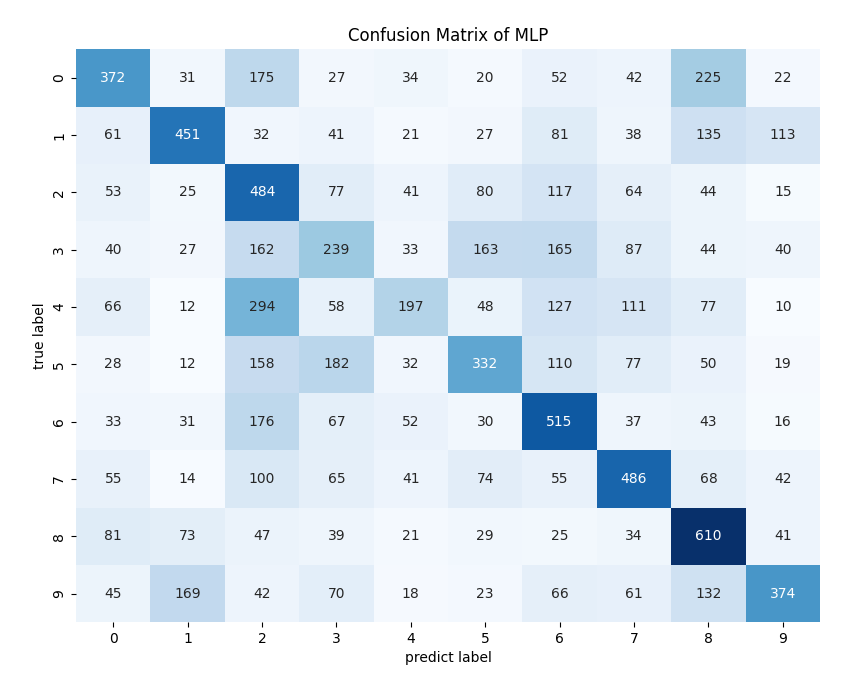 Confusion Matrix of MLP
0 372 31 175 27 34 20 52 42 225 22
1 61 451 32 41 21 27 81 38 135 113
2 53 25 484 77 41 80 117 64 44 15
3 40 27 162 239 33 163 165 87 44 40
4 66 12 294 58 197 48 127 111 77 10
5 28 12 158 182 32 332 110 77 50 19
6 33 31 176 67 52 30 515 37 43 16
7 55 14 100 65 41 74 55 486 68 42
8 81 73 47 39 21 29 25 34 610 41
9 45 169 42 70 18 23 66 61 132 374
true label
0 1 2 3 4 5 6 7 8 9
predict label